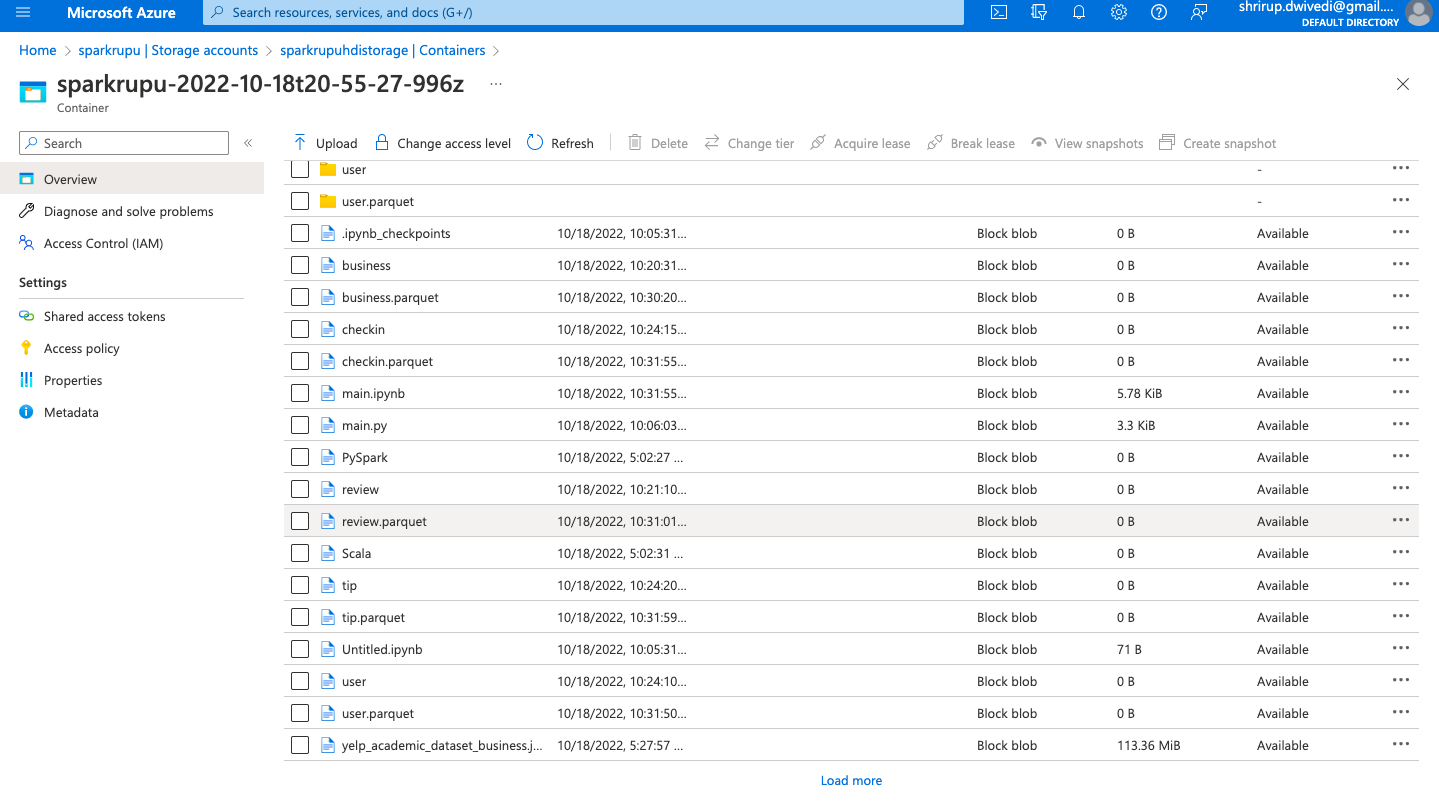 Microsoft Azure
Search resources, services, and docs (G+/)
shrirup.dwivedi@gmail....
DEFAULT DIRECTORY
Home > sparkrupu | Storage accounts > sparkrupuhdistorage | Containers >
sparkrupu-2022-10-18t20-55-27-996z ...
Container
Search «
Overview
Diagnose and solve problems
Access Control (IAM)
Settings
Shared access tokens
Access policy
Properties
Metadata
Upload Change access level Refresh Delete Change tier Acquire lease Break lease View snapshots Create snapshot
user - ...
user.parquet - ...
.ipynb_checkpoints 10/18/2022, 10:05:31... Block blob 0 B Available ...
business 10/18/2022, 10:20:31... Block blob 0 B Available ...
business.parquet 10/18/2022, 10:30:20... Block blob 0 B Available ...
checkin 10/18/2022, 10:24:15... Block blob 0 B Available ...
checkin.parquet 10/18/2022, 10:31:55... Block blob 0 B Available ...
main.ipynb 10/18/2022, 10:31:55... Block blob 5.78 KiB Available ...
main.py 10/18/2022, 10:06:03... Block blob 3.3 KiB Available ...
PySpark 10/18/2022, 5:02:27 ... Block blob 0 B Available ...
review 10/18/2022, 10:21:10... Block blob 0 B Available ...
review.parquet 10/18/2022, 10:31:01... Block blob 0 B Available ...
Scala 10/18/2022, 5:02:31 ... Block blob 0 B Available ...
tip 10/18/2022, 10:24:20... Block blob 0 B Available ...
tip.parquet 10/18/2022, 10:31:59... Block blob 0 B Available ...
Untitled.ipynb 10/18/2022, 10:05:31... Block blob 71 B Available ...
user 10/18/2022, 10:24:10... Block blob 0 B Available ...
user.parquet 10/18/2022, 10:31:50... Block blob 0 B Available ...
yelp_academic_dataset_business.j... 10/18/2022, 5:27:57 ... Block blob 113.36 MiB Available ...
Load more